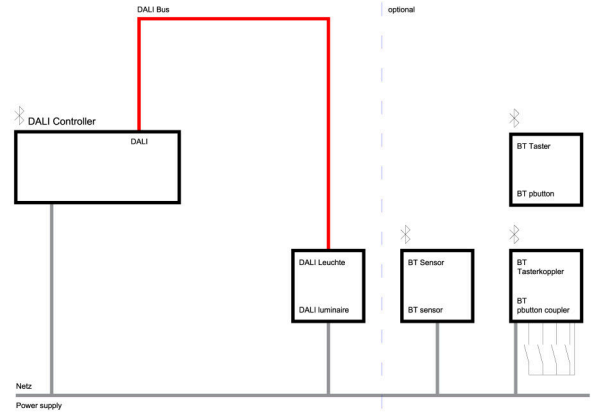 DALI Bus
optional
DALI Controller
DALI
BT Taster
BT pbutton
DALI Leuchte
DALI luminaire
BT Sensor
BT sensor
BT
Tasterkoppler
BT
pbutton coupler
Netz
Power supply